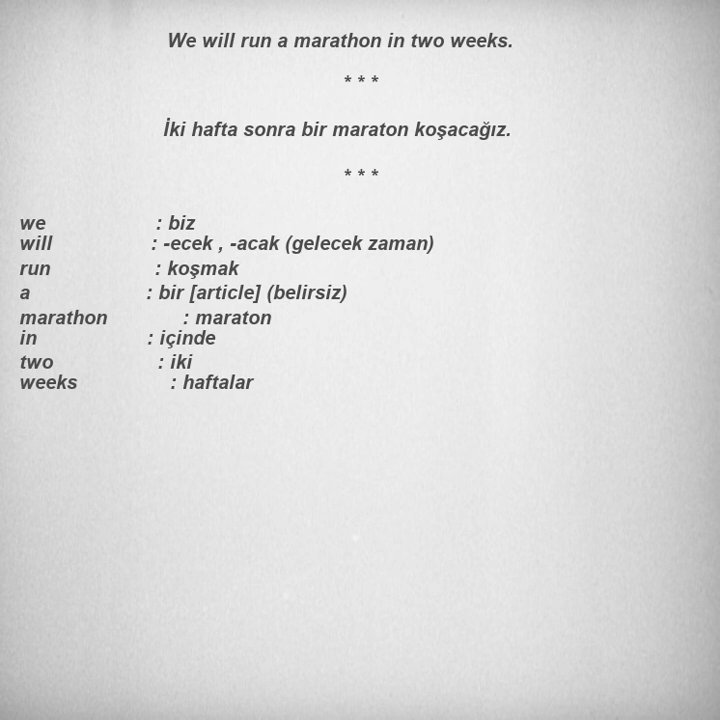 We will run a marathon in two weeks.
* * *
İki hafta sonra bir maraton koşacağız.
* * *
we : biz
will : -ecek , -acak (gelecek zaman)
run : koşmak
a : bir [article] (belirsiz)
marathon : maraton
in : içinde
two : iki
weeks : haftalar